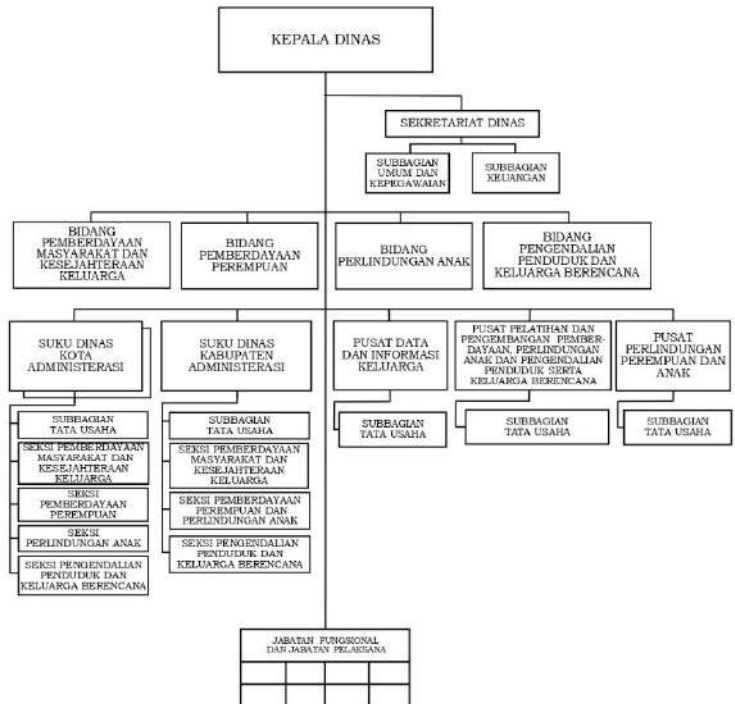 KEPALA DINAS
SEKRETARIAT DINAS
SUBBAGIAN
UMUM DAN
KEPEGAWAIAN
SUBBAGIAN
KEUANGAN
BIDANG
PEMBERDAYAAN
MASYARAKAT DAN
KESEJAHTERAAN
KELUARGA
BIDANG
PEMBERDAYAAN
PEREMPUAN
BIDANG
PERLINDUNGAN ANAK
BIDANG
PENGENDALIAN
PENDUDUK DAN
KELUARGA BERENCANA
SUKU DINAS
KOTA
ADMINISTERASI
SUKU DINAS
KABUPATEN
ADMINISTERASI
PUSAT DATA
DAN INFORMASI
KELUARGA
PUSAT PELATIHAN DAN
PENGEMBANGAN PEMBER-
DAYAAN, PERLINDUNGAN
ANAK DAN PENGENDALIAN
PENDUDUK SERTA
KELUARGA BERENCANA
PUSAT
PERLINDUNGAN
PEREMPUAN DAN
ANAK
SUBBAGIAN
TATA USAHA
SEKSI PEMBERDAYAAN
MASYARAKAT DAN
KESEJAHTERAAN
KELUARGA
SEKSI
PEMBERDAYAAN
PEREMPUAN
SEKSI
PERLINDUNGAN ANAK
SEKSI PENGENDALIAN
PENDUDUK DAN
KELUARGA BERENCANA
SUBBAGIAN
TATA USAHA
SEKSI PEMBERDAYAAN
MASYARAKAT DAN
KESEJAHTERAAN
KELUARGA
SEKSI PEMBERDAYAAN
PEREMPUAN DAN
PERLINDUNGAN ANAK
SEKSI PENGENDALIAN
PENDUDUK DAN
KELUARGA BERENCANA
SUBBAGIAN
TATA USAHA
SUBBAGIAN
TATA USAHA
SUBBAGIAN
TATA USAHA
JABATAN FUNGSIONAL
DAN JABATAN PELAKSANA